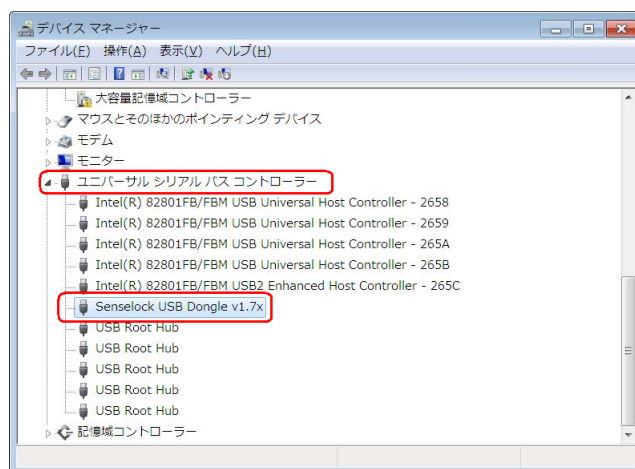 デバイス マネージャー
ファイル(F) 操作(A) 表示(V) ヘルプ(H)
大容量記憶域コントローラー
マウスとそのほかのポインティング デバイス
モデム
モニター
ユニバーサル シリアル バス コントローラー
Intel(R) 82801FB/FBM USB Universal Host Controller - 2658
Intel(R) 82801FB/FBM USB Universal Host Controller - 2659
Intel(R) 82801FB/FBM USB Universal Host Controller - 265A
Intel(R) 82801FB/FBM USB Universal Host Controller - 265B
Intel(R) 82801FB/FBM USB2 Enhanced Host Controller - 265C
Senselock USB Dongle v1.7x
USB Root Hub
USB Root Hub
USB Root Hub
USB Root Hub
USB Root Hub
記憶域コントローラー